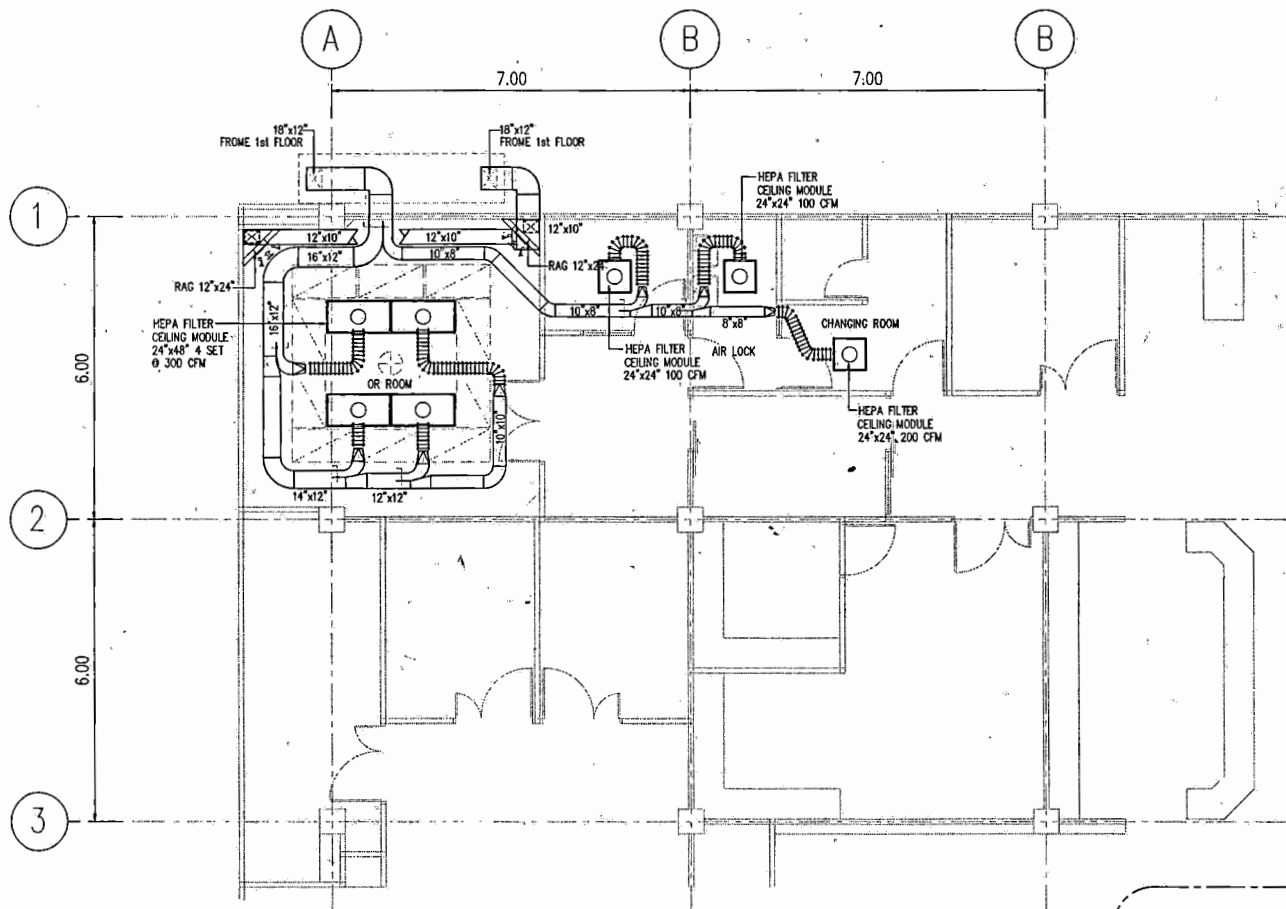 A
B
B
7.00
7.00
18"x12"
FROME 1st FLOOR
18"x12"
FROME 1st FLOOR
HEPA FILTER
CEILING MODULE
24"x24" 100 CFM
1
12"x10"
12"x10"
12"x10"
16"x12"
10"x8"
RAG 12"x24"
RAG 12"x24"
16"x12"
10"x8"
10"x8"
8"x8"
CHANGING ROOM
HEPA FILTER
CEILING MODULE
24"x48" 4 SET
@ 300 CFM
HEPA FILTER
CEILING MODULE
24"x24" 100 CFM
AIR LOCK
6.00
OR ROOM
HEPA FILTER
CEILING MODULE
24"x24" 200 CFM
10"x10"
14"x12"
12"x12"
2
6.00
3